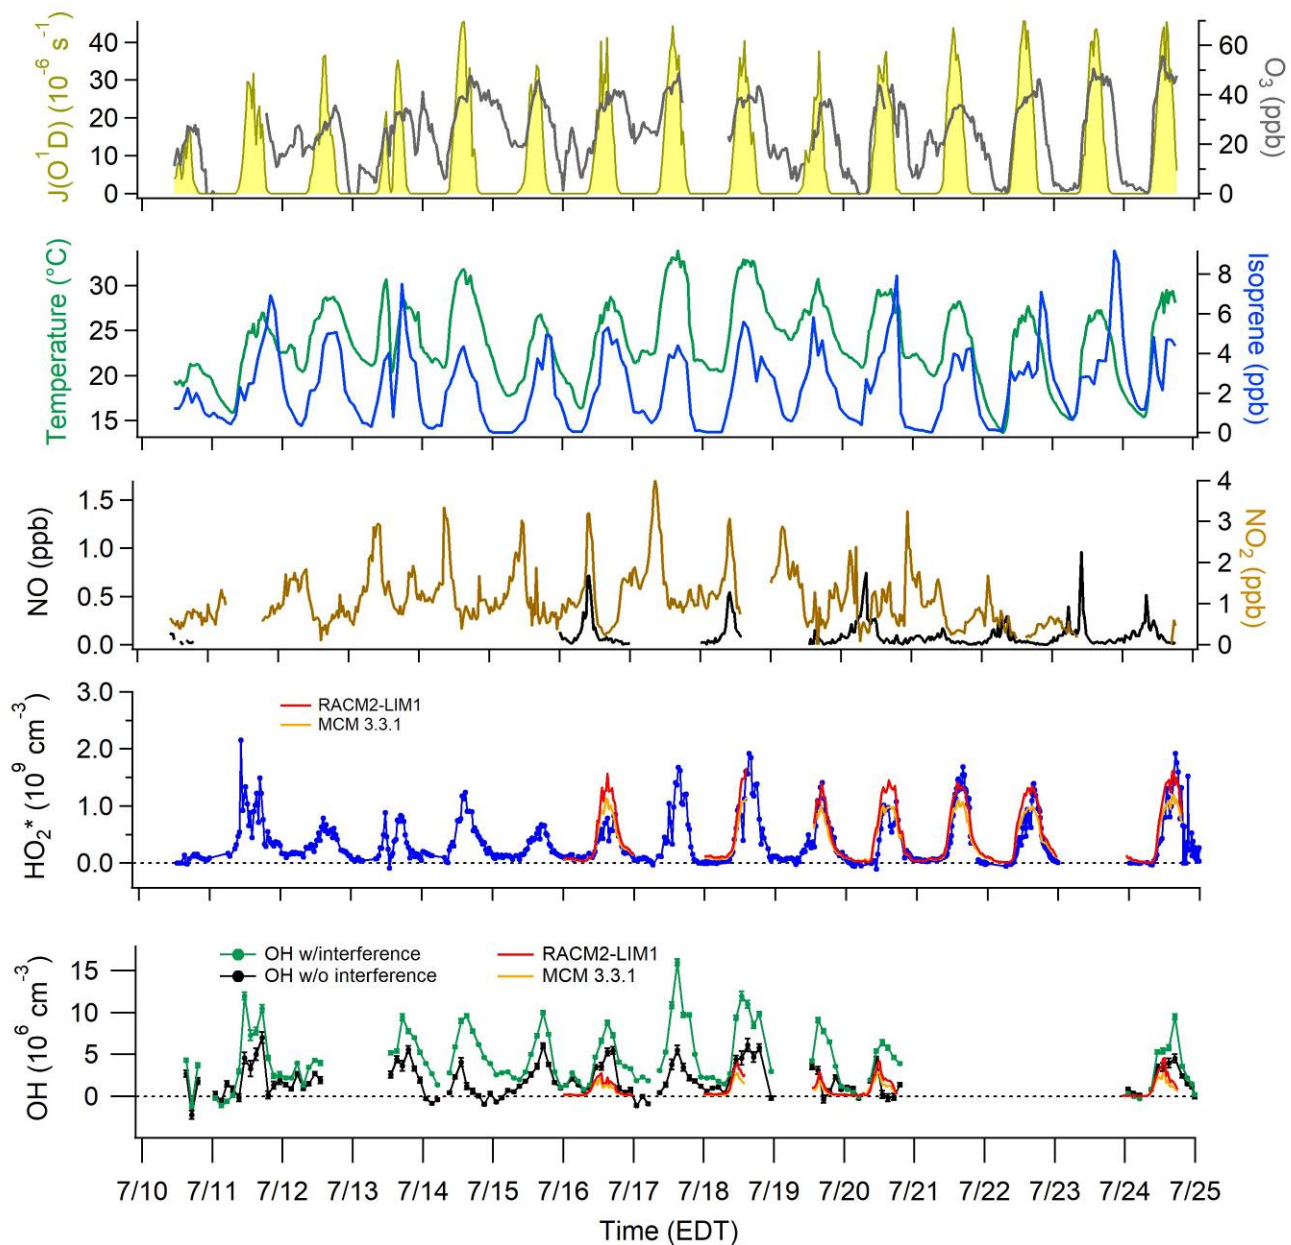 J(O¹D) (10⁻⁶ s⁻¹)
40
30
20
10
0
60
40
20
0
O₃ (ppb)
Temperature (°C)
30
25
20
15
8
6
4
2
0
Isoprene (ppb)
NO (ppb)
1.5
1.0
0.5
0.0
4
3
2
1
0
NO₂ (ppb)
HO₂* (10⁹ cm⁻³)
3.0
2.0
1.0
0.0
RACM2-LIM1
MCM 3.3.1
OH (10⁶ cm⁻³)
15
10
5
0
OH w/interference
OH w/o interference
RACM2-LIM1
MCM 3.3.1
7/10 7/11 7/12 7/13 7/14 7/15 7/16 7/17 7/18 7/19 7/20 7/21 7/22 7/23 7/24 7/25
Time (EDT)